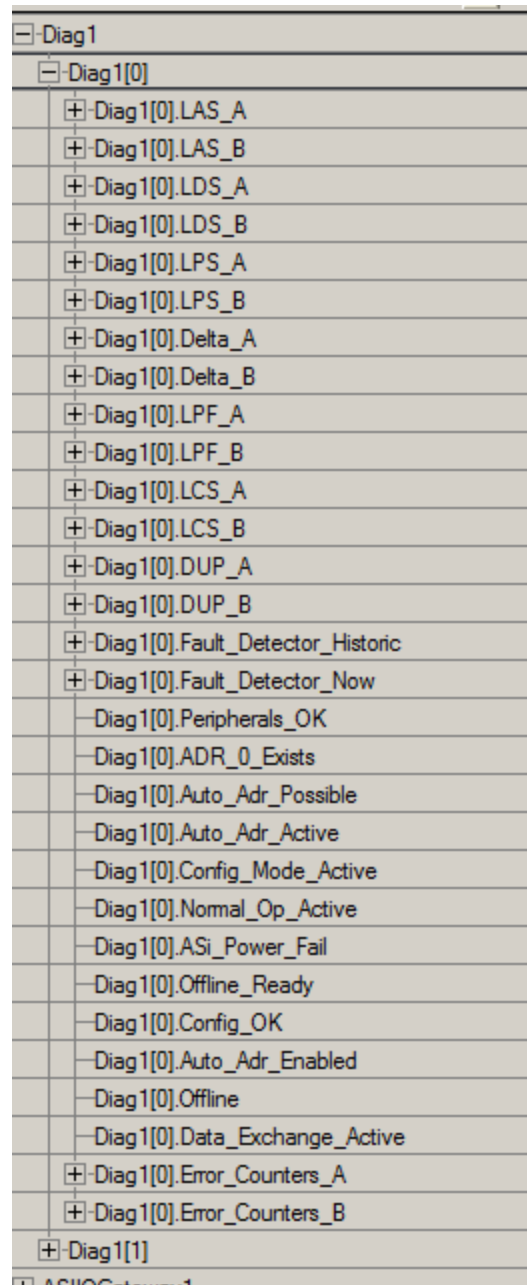 Diag1
Diag1[0]
Diag1[0].LAS_A
Diag1[0].LAS_B
Diag1[0].LDS_A
Diag1[0].LDS_B
Diag1[0].LPS_A
Diag1[0].LPS_B
Diag1[0].Delta_A
Diag1[0].Delta_B
Diag1[0].LPF_A
Diag1[0].LPF_B
Diag1[0].LCS_A
Diag1[0].LCS_B
Diag1[0].DUP_A
Diag1[0].DUP_B
Diag1[0].Fault_Detector_Historic
Diag1[0].Fault_Detector_Now
Diag1[0].Peripherals_OK
Diag1[0].ADR_0_Exists
Diag1[0].Auto_Adr_Possible
Diag1[0].Auto_Adr_Active
Diag1[0].Config_Mode_Active
Diag1[0].Normal_Op_Active
Diag1[0].ASi_Power_Fail
Diag1[0].Offline_Ready
Diag1[0].Config_OK
Diag1[0].Auto_Adr_Enabled
Diag1[0].Offline
Diag1[0].Data_Exchange_Active
Diag1[0].Error_Counters_A
Diag1[0].Error_Counters_B
Diag1[1]